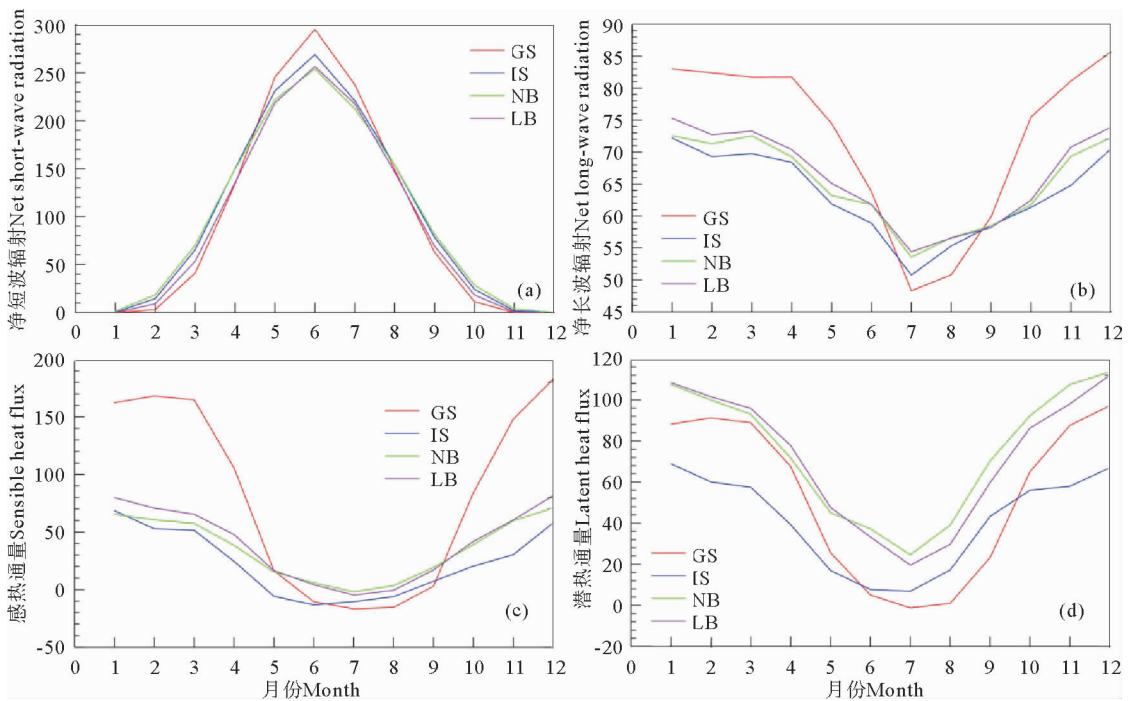 净短波辐射Net short-wave radiation
300
250
200
150
100
50
0
GS
IS
NB
LB
(a)
0 1 2 3 4 5 6 7 8 9 10 11 12
净长波辐射Net long-wave radiation
90
85
80
75
70
65
60
55
50
45
GS
IS
NB
LB
(b)
0 1 2 3 4 5 6 7 8 9 10 11 12
感热通量Sensible heat flux
200
150
100
50
0
-50
GS
IS
NB
LB
(c)
0 1 2 3 4 5 6 7 8 9 10 11 12
月份Month
潜热通量Latent heat flux
120
100
80
60
40
20
0
-20
GS
IS
NB
LB
(d)
0 1 2 3 4 5 6 7 8 9 10 11 12
月份Month